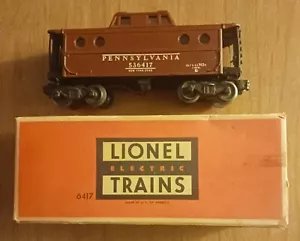 PENNSYLVANIA
536417
LIONEL
ELECTRIC
TRAINS
6417